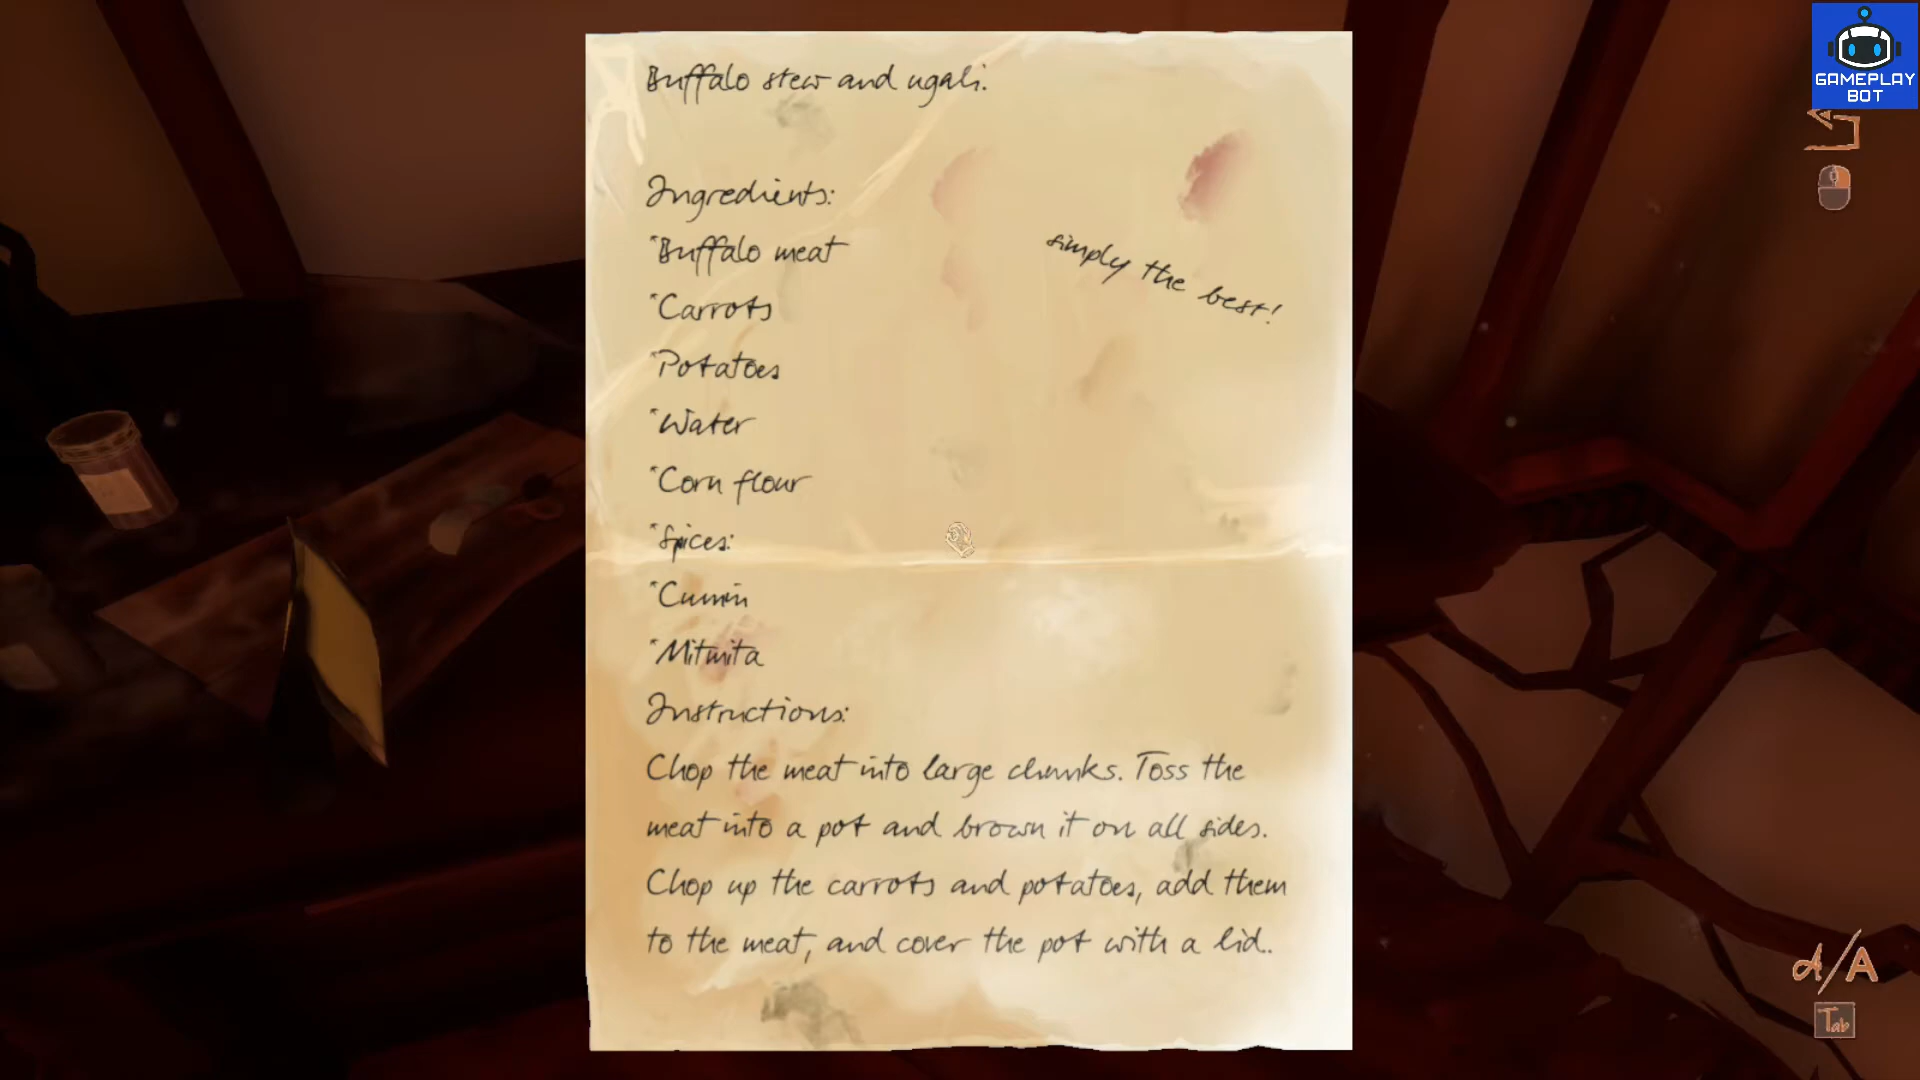 Buffalo stew and ugali.
Ingredients:
*Buffalo meat
*Carrots
*Potatoes
*Water
*Corn flour
*Spices:
*Cumin
*Mitmita
simply the best!
Instructions:
Chop the meat into large chunks. Toss the
meat into a pot and brown it on all sides.
Chop up the carrots and potatoes, add them
to the meat, and cover the pot with a lid..
GAMEPLAY
BOT
A/A
Tab